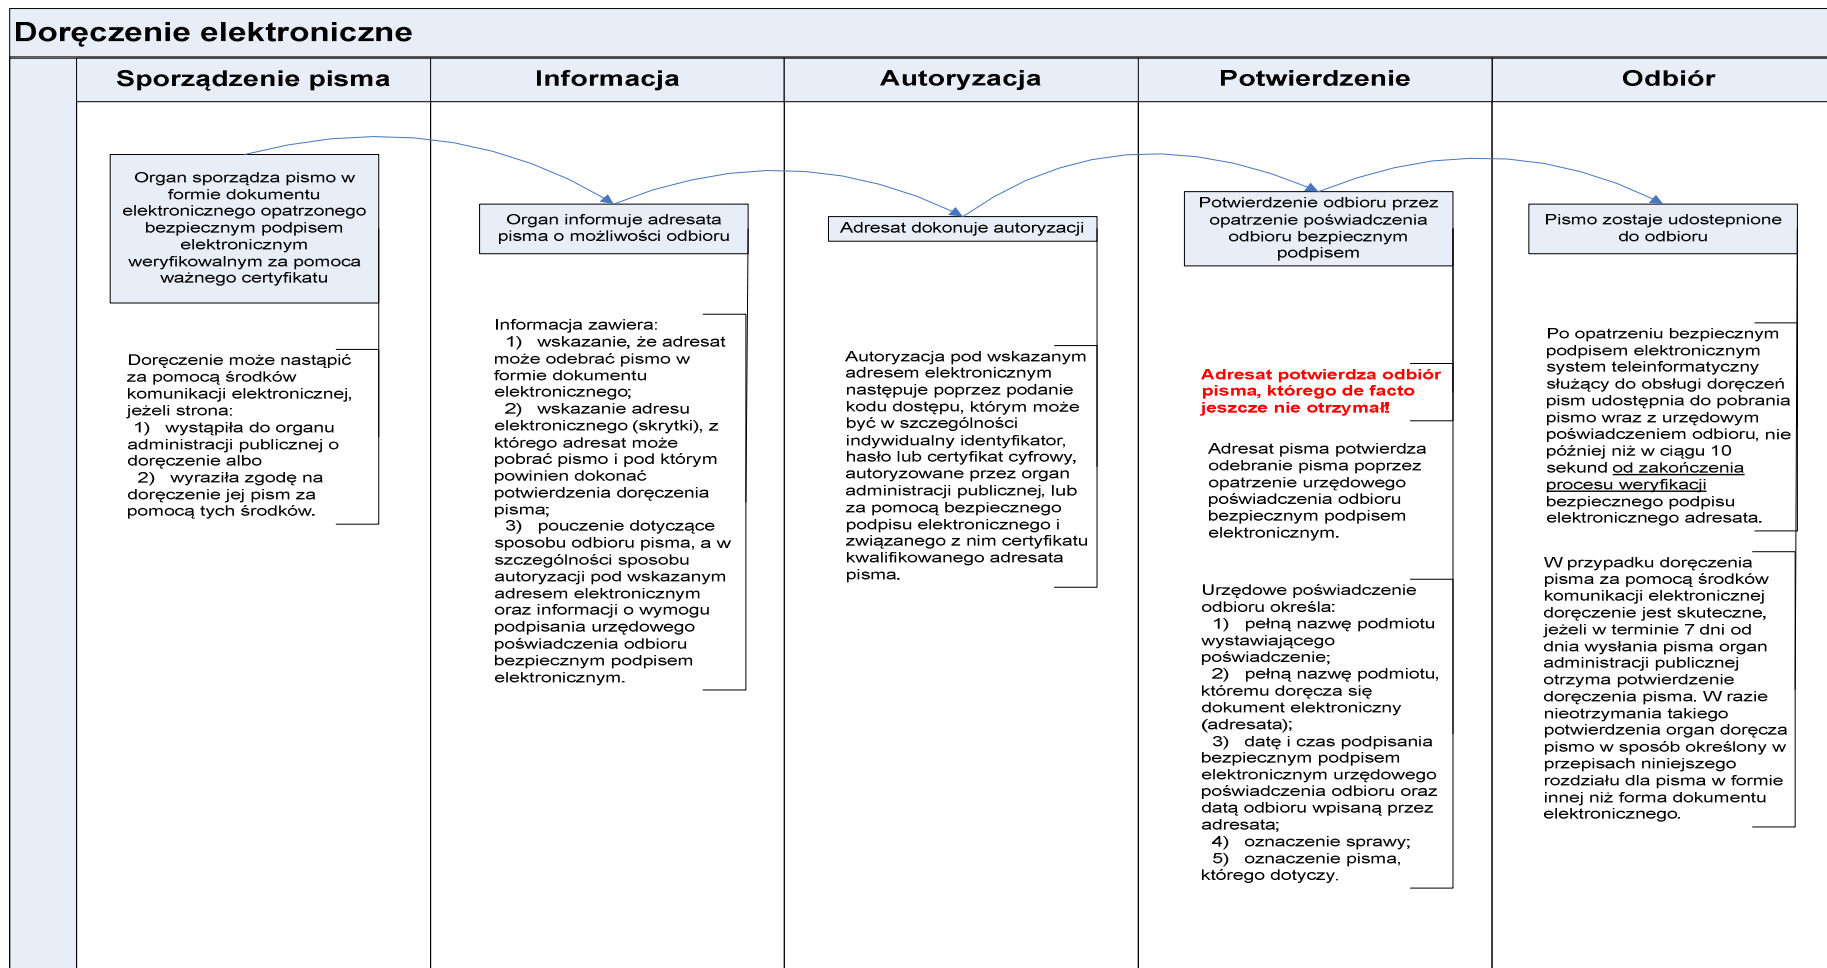 Doręczenie elektroniczne
Sporządzenie pisma
Informacja
Autoryzacja
Potwierdzenie
Odbiór
Organ sporządza pismo w
formie dokumentu
elektronicznego opatrzonego
bezpiecznym podpisem
elektronicznym
weryfikowalnym za pomoca
ważnego certyfikatu
Doręczenie może nastąpić
za pomocą środków
komunikacji elektronicznej,
jeżeli strona:
1) wystąpiła do organu
administracji publicznej o
doręczenie albo
2) wyraziła zgodę na
doręczenie jej pism za
pomocą tych środków.
Organ informuje adresata
pisma o możliwości odbioru
Informacja zawiera:
1) wskazanie, że adresat
może odebrać pismo w
formie dokumentu
elektronicznego;
2) wskazanie adresu
elektronicznego (skrytki), z
którego adresat może
pobrać pismo i pod którym
powinien dokonać
potwierdzenia doręczenia
pisma;
3) pouczenie dotyczące
sposobu odbioru pisma, a w
szczególności sposobu
autoryzacji pod wskazanym
adresem elektronicznym
oraz informacji o wymogu
podpisania urzędowego
poświadczenia odbioru
bezpiecznym podpisem
elektronicznym.
Adresat dokonuje autoryzacji
Autoryzacja pod wskazanym
adresem elektronicznym
następuje poprzez podanie
kodu dostępu, którym może
być w szczególności
indywidualny identyfikator,
hasło lub certyfikat cyfrowy,
autoryzowane przez organ
administracji publicznej, lub
za pomocą bezpiecznego
podpisu elektronicznego i
związanego z nim certyfikatu
kwalifikowanego adresata
pisma.
Potwierdzenie odbioru przez
opatrzenie poświadczenia
odbioru bezpiecznym
podpisem
Adresat potwierdza odbiór
pisma, którego de facto
jeszcze nie otrzymał!
Adresat pisma potwierdza
odebranie pisma poprzez
opatrzenie urzędowego
poświadczenia odbioru
bezpiecznym podpisem
elektronicznym.
Urzędowe poświadczenie
odbioru określa:
1) pełną nazwę podmiotu
wystawiającego
poświadczenie;
2) pełną nazwę podmiotu,
któremu doręcza się
dokument elektroniczny
(adresata);
3) datę i czas podpisania
bezpiecznym podpisem
elektronicznym urzędowego
poświadczenia odbioru oraz
datą odbioru wpisaną przez
adresata;
4) oznaczenie sprawy;
5) oznaczenie pisma,
którego dotyczy.
Pismo zostaje udostepnione
do odbioru
Po opatrzeniu bezpiecznym
podpisem elektronicznym
system teleinformatyczny
służący do obsługi doręczeń
pism udostępnia do pobrania
pismo wraz z urzędowym
poświadczeniem odbioru, nie
później niż w ciągu 10
sekund od zakończenia
procesu weryfikacji
bezpiecznego podpisu
elektronicznego adresata.
W przypadku doręczenia
pisma za pomocą środków
komunikacji elektronicznej
doręczenie jest skuteczne,
jeżeli w terminie 7 dni od
dnia wysłania pisma organ
administracji publicznej
otrzyma potwierdzenie
doręczenia pisma. W razie
nieotrzymania takiego
potwierdzenia organ doręcza
pismo w sposób określony w
przepisach niniejszego
rozdziału dla pisma w formie
innej niż forma dokumentu
elektronicznego.